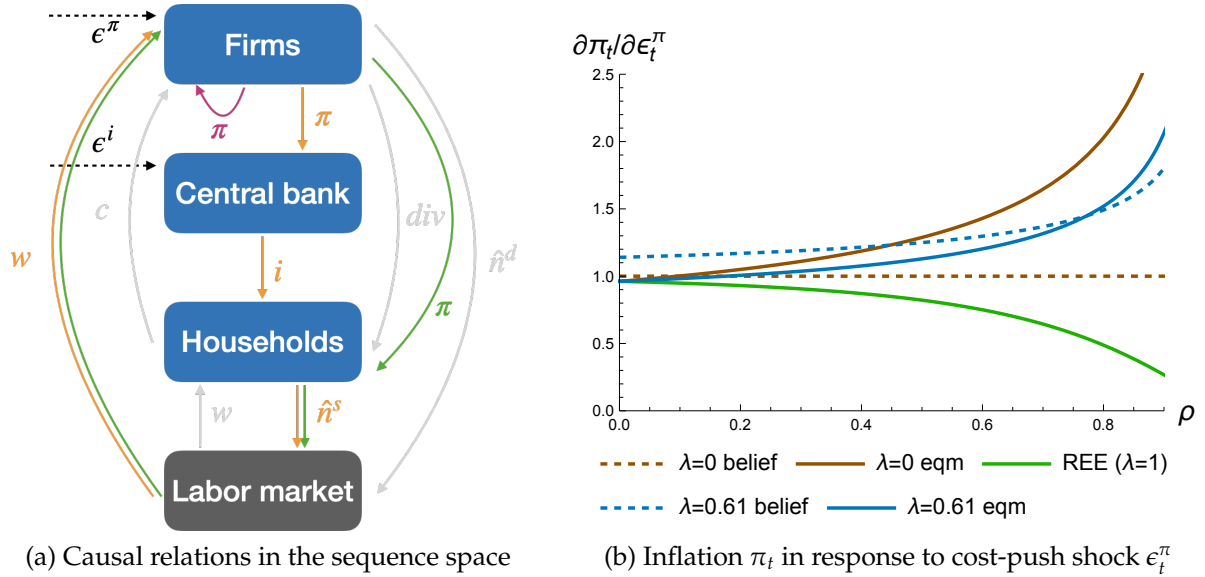 ϵ^π
Firms
π
π
ϵ^i
Central bank
c
div
w
i
n̂^d
π
Households
w
n̂^s
Labor market
(a) Causal relations in the sequence space
∂π_t/∂ϵ_t^π
2.5
2.0
1.5
1.0
0.5
0.0
0.0 0.2 0.4 0.6 0.8
ρ
λ=0 belief λ=0 eqm REE (λ=1)
λ=0.61 belief λ=0.61 eqm
(b) Inflation π_t in response to cost-push shock ϵ_t^π